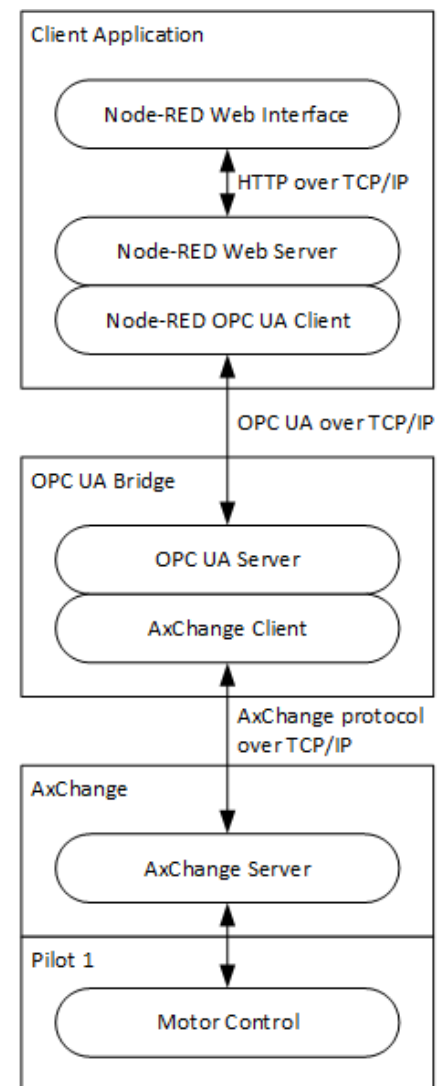 Client Application
Node-RED Web Interface
HTTP over TCP/IP
Node-RED Web Server
Node-RED OPC UA Client
OPC UA over TCP/IP
OPC UA Bridge
OPC UA Server
AxChange Client
AxChange protocol
over TCP/IP
AxChange
AxChange Server
Pilot 1
Motor Control